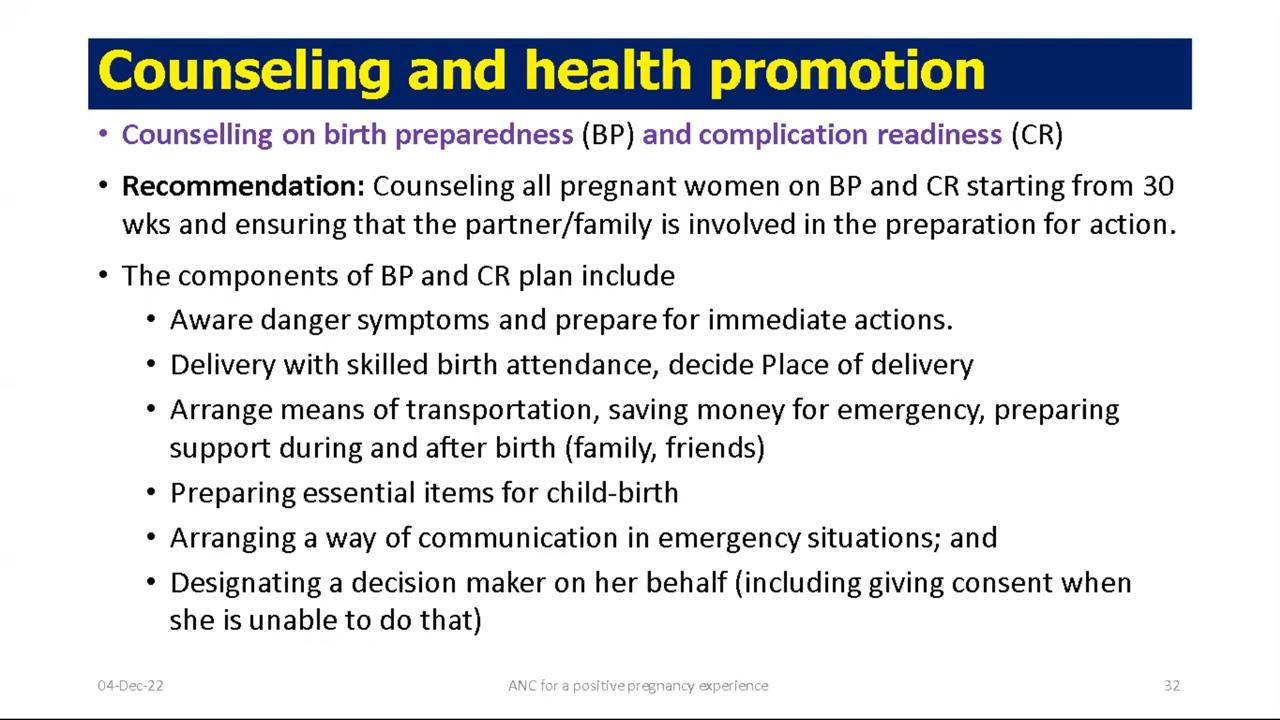 Counseling and health promotion
• Counselling on birth preparedness (BP) and complication readiness (CR)
• Recommendation: Counseling all pregnant women on BP and CR starting from 30
wks and ensuring that the partner/family is involved in the preparation for action.
• The components of BP and CR plan include
• Aware danger symptoms and prepare for immediate actions.
• Delivery with skilled birth attendance, decide Place of delivery
• Arrange means of transportation, saving money for emergency, preparing
support during and after birth (family, friends)
• Preparing essential items for child-birth
• Arranging a way of communication in emergency situations; and
• Designating a decision maker on her behalf (including giving consent when
she is unable to do that)
04-Dec-22 ANC for a positive pregnancy experience 32